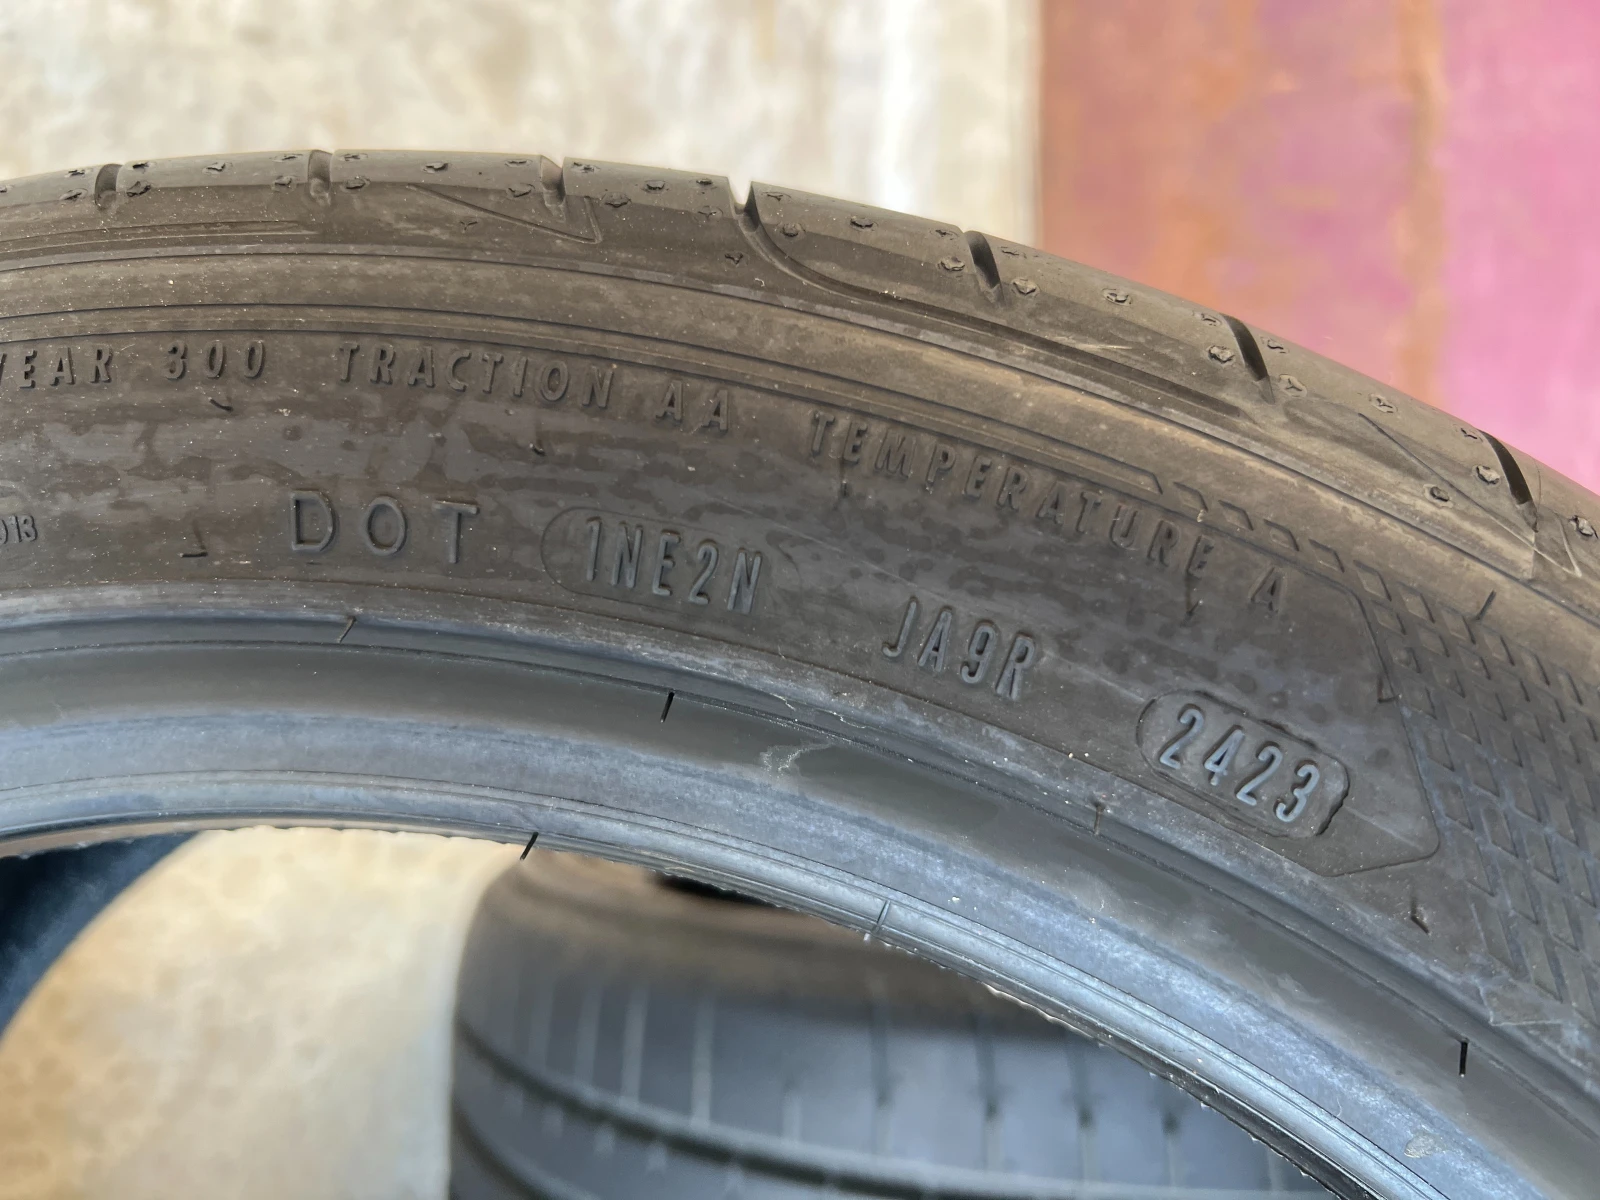 TRACTION AA TEMPERATURE A
300
DOT 1NE2N JA9R 2423